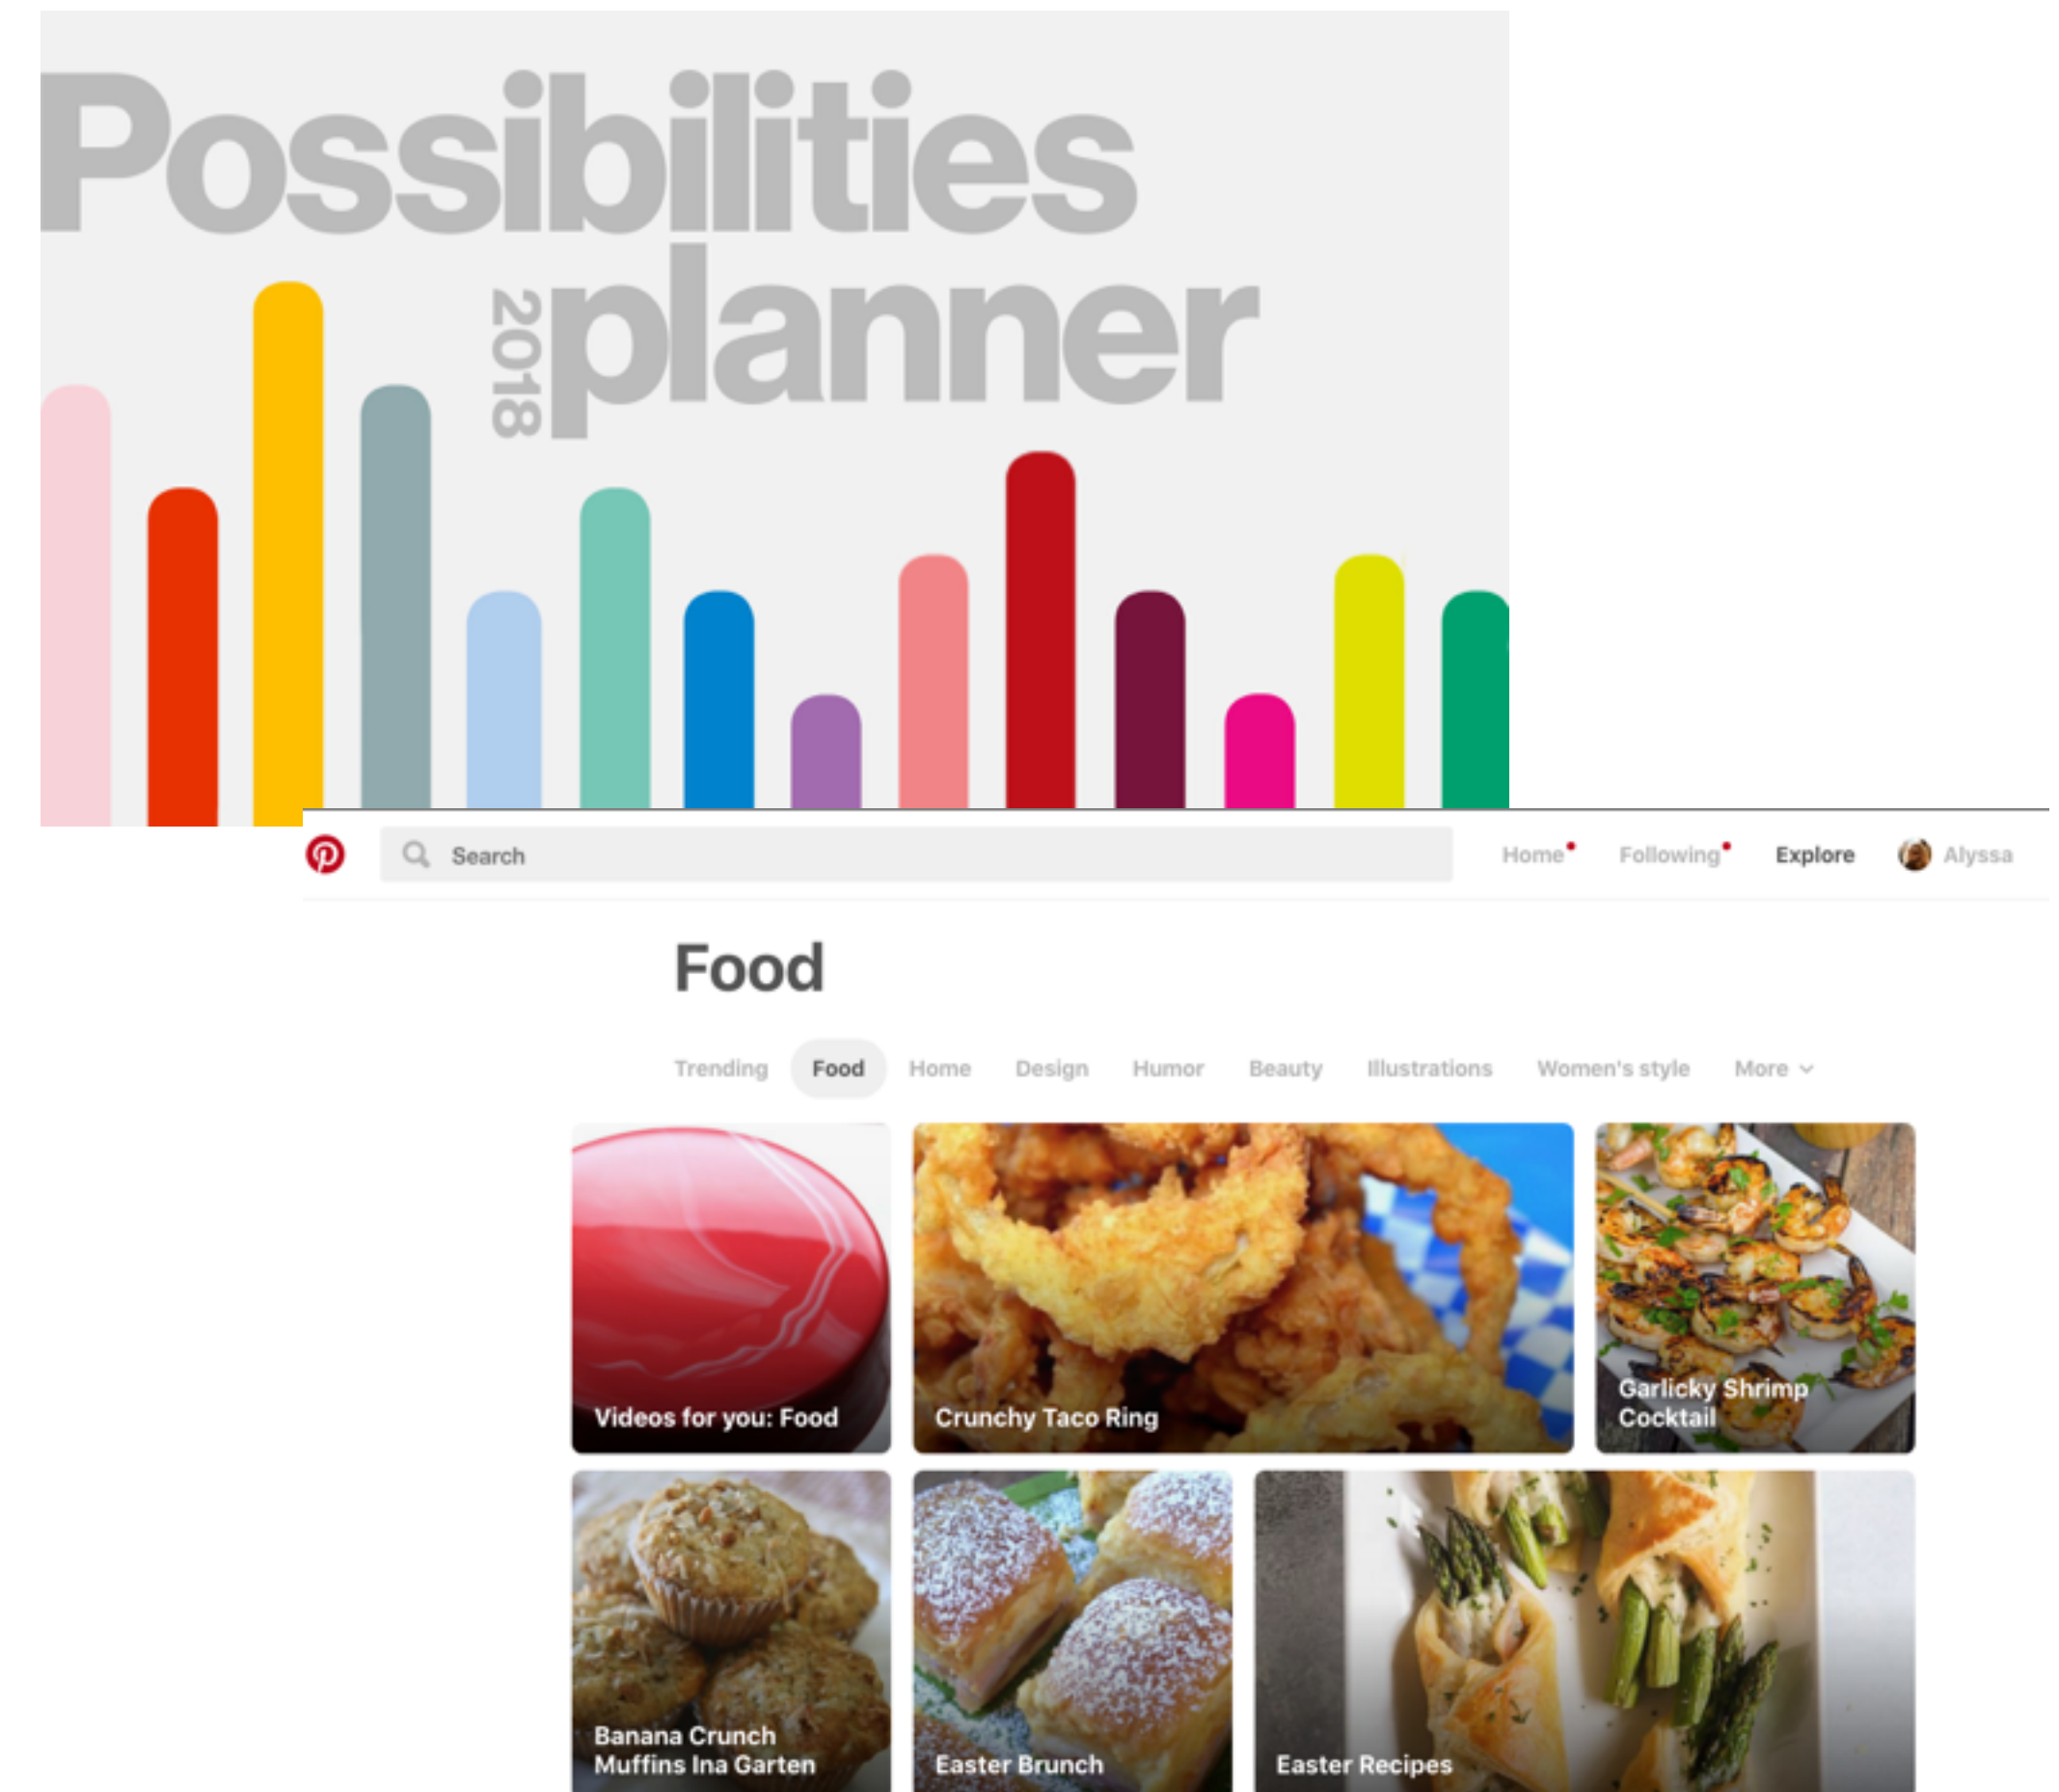 Possibilities
2018 planner
Search
Home
Following
Explore
Alyssa
Food
Trending
Food
Home
Design
Humor
Beauty
Illustrations
Women's style
More
Videos for you: Food
Crunchy Taco Ring
Garlicky Shrimp
Cocktail
Banana Crunch
Muffins Ina Garten
Easter Brunch
Easter Recipes